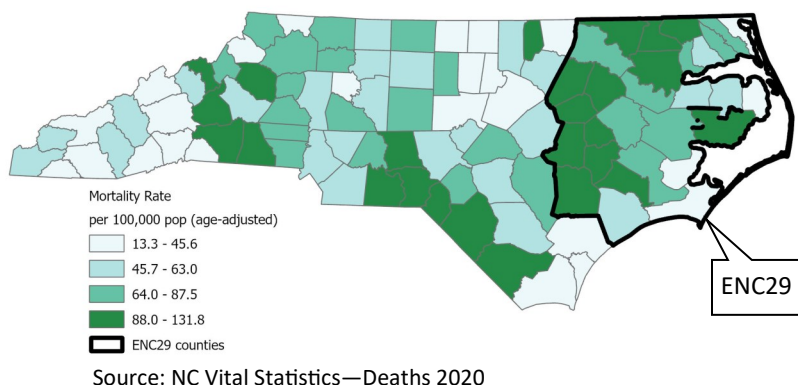 Mortality Rate
per 100,000 pop (age-adjusted)
13.3 - 45.6
45.7 - 63.0
64.0 - 87.5
88.0 - 131.8
ENC29 counties
ENC29
Source: NC Vital Statistics—Deaths 2020